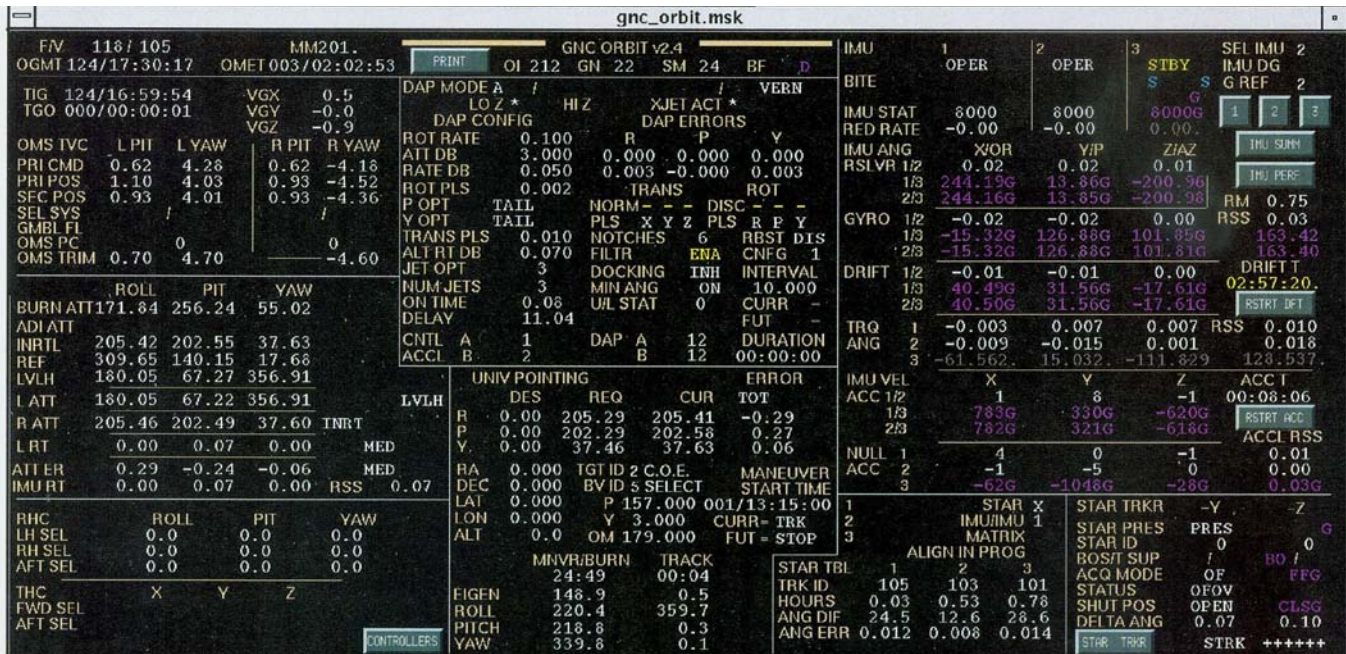 gnc_orbit.msk
F/V 118/ 105 MM201.
OGMT 124/17:30:17 OMET 003/02:02:53
PRINT
GNC ORBIT v2.4
OI 212 GN 22 SM 24 BF D
TIG 124/16:59:54 VGX 0.5
TGO 000/00:00:01 VGY -0.0
VGZ -0.9
OMS TVC L PIT L YAW R PIT R YAW
PRI CMD 0.62 4.28 0.62 -4.18
PRI POS 1.10 4.03 0.93 -4.52
SEC POS 0.93 4.01 0.93 -4.36
SEL SYS / /
GMBL FL
OMS PC 0 0
OMS TRIM 0.70 4.70 -4.60
ROLL PIT YAW
BURN ATT 171.84 256.24 55.02
ADI ATT
INRTL 205.42 202.55 37.63
REF 309.65 140.15 17.68
LVLH 180.05 67.27 356.91
L ATT 180.05 67.22 356.91 LVLH
R ATT 205.46 202.49 37.60 INRT
L RT 0.00 0.07 0.00 MED
ATT ER 0.29 -0.24 -0.06 MED
IMU RT 0.00 0.07 0.00 RSS 0.07
RHC ROLL PIT YAW
LH SEL 0.0 0.0 0.0
RH SEL 0.0 0.0 0.0
AFT SEL 0.0 0.0 0.0
THC X Y Z
FWD SEL
AFT SEL
CONTROLLERS
DAP MODE A / / VERN
LO Z * HI Z XJET ACT *
DAP CONFIG DAP ERRORS
ROT RATE 0.100 R P Y
ATT DB 3.000 0.000 0.000 0.000
RATE DB 0.050 0.003 -0.000 0.003
ROT PLS 0.002 TRANS ROT
P OPT TAIL NORM - - - DISC - - -
Y OPT TAIL PLS X Y Z PLS R P Y
TRANS PLS 0.010 NOTCHES 6 RBST DIS
ALT RT DB 0.070 FILTR ENA CNFG 1
JET OPT 3 DOCKING INH INTERVAL
NUM JETS 3 MIN ANG ON 10.000
ON TIME 0.08 U/L STAT 0 CURR -
DELAY 11.04 FUT -
CNTL A 1 DAP A 12 DURATION
ACCL B 2 B 12 00:00:00
UNIV POINTING ERROR
DES REQ CUR TOT
R 0.00 205.29 205.41 -0.29
P 0.00 202.29 202.58 0.27
Y. 0.00 37.46 37.63 0.06
RA 0.000 TGT ID 2 C.O.E. MANEUVER
DEC 0.000 BV ID 5 SELECT START TIME
LAT 0.000 P 157.000 001/13:15:00
LON 0.000 Y 3.000 CURR= TRK
ALT 0.0 OM 179.000 FUT = STOP
MNVR/BURN TRACK
24:49 00:04
EIGEN 148.9 0.5
ROLL 220.4 359.7
PITCH 218.8 0.3
YAW 339.8 0.1
IMU 1 2 3 SEL IMU 2
OPER OPER STBY IMU DG
BITE S S G REF 2
G
IMU STAT 8000 8000 8000G 1 2 3
RED RATE -0.00 -0.00 0.00.
IMU ANG X/OR Y/P Z/AZ IMU SUMM
RSLVR 1/2 0.02 0.02 0.01
1/3 244.19G 13.86G -200.96 IMU PERF
2/3 244.16G 13.85G -200.98 RM 0.75
GYRO 1/2 -0.02 -0.02 0.00 RSS 0.03
1/3 -15.32G 126.88G 101.85G 163.42
2/3 -15.32G 126.88G 101.81G 163.40
DRIFT 1/2 -0.01 -0.01 0.00 DRIFT T
1/3 40.49G 31.56G -17.61G 02:57:20.
2/3 40.50G 31.56G -17.61G RSTRT DFT
TRQ 1 -0.003 0.007 0.007 RSS 0.010
ANG 2 -0.009 -0.015 0.001 0.018
3 -61.562. 15.032. -111.829 128.537.
IMU VEL X Y Z ACC T
ACC 1/2 1 8 -1 00:08:06
1/3 783G 330G -620G RSTRT ACC
2/3 782G 321G -618G ACCL RSS
NULL 1 4 0 -1 0.01
ACC 2 -1 -5 0 0.00
3 -62G -1048G -28G 0.03G
1 STAR X
2 IMU/IMU 1
3 MATRIX
ALIGN IN PROG
STAR TBL 1 2 3
TRK ID 105 103 101
HOURS 0.03 0.53 0.78
ANG DIF 24.5 12.6 28.6
ANG ERR 0.012 0.008 0.014
STAR TRKR -Y -Z
STAR PRES PRES G
STAR ID 0 0
BOS/T SUP / BO /
ACQ MODE OF FFG
STATUS OFOV
SHUT POS OPEN CLSG
DELTA ANG 0.07 0.10
STAR TRKR STRK ++++++